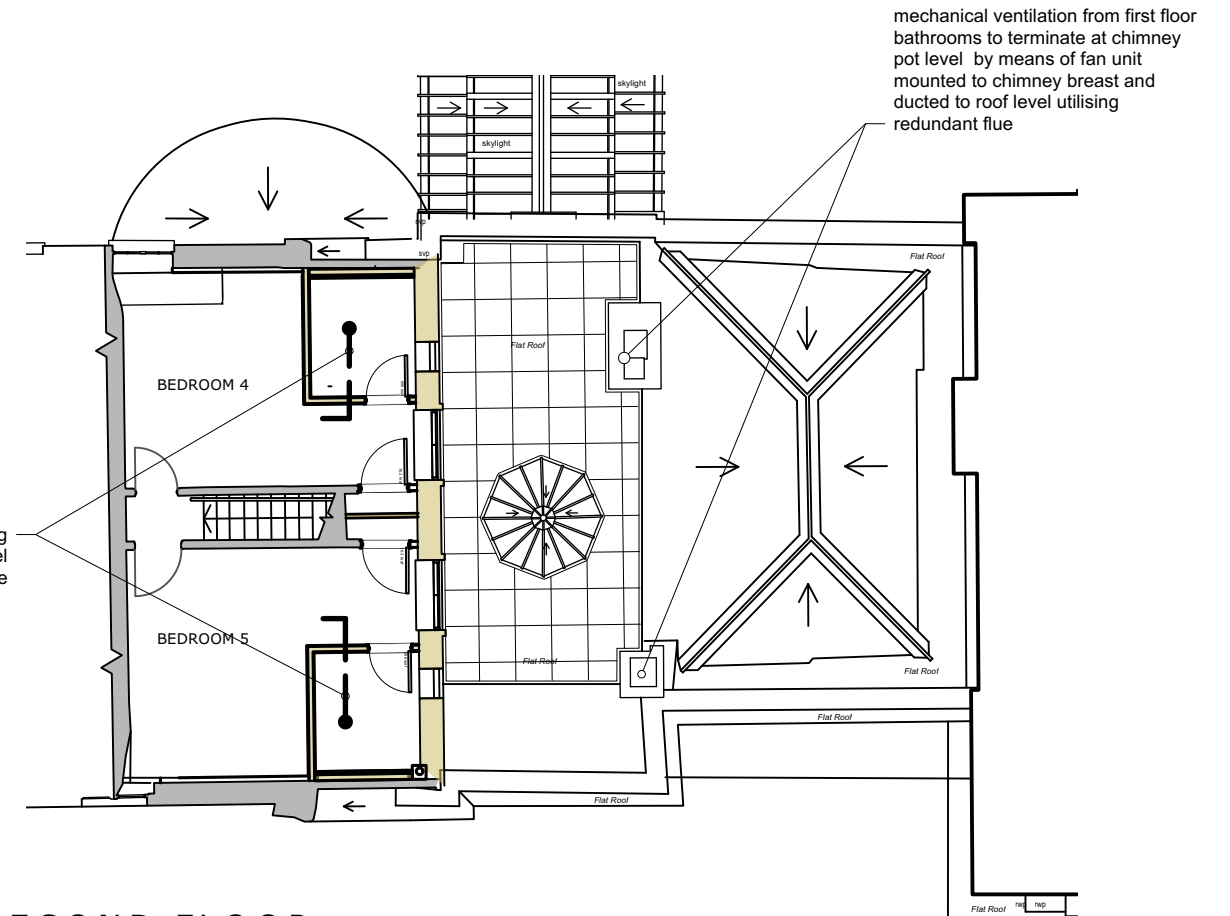 mechanical ventilation from first floor
bathrooms to terminate at chimney
pot level by means of fan unit
mounted to chimney breast and
ducted to roof level utilising
redundant flue
skylight
skylight
svp
svp
Flat Roof
Flat Roof
BEDROOM 4
BEDROOM 5
Flat Roof
Flat Roof
Flat Roof
Flat Roof
Flat Roof
rwp
rwp